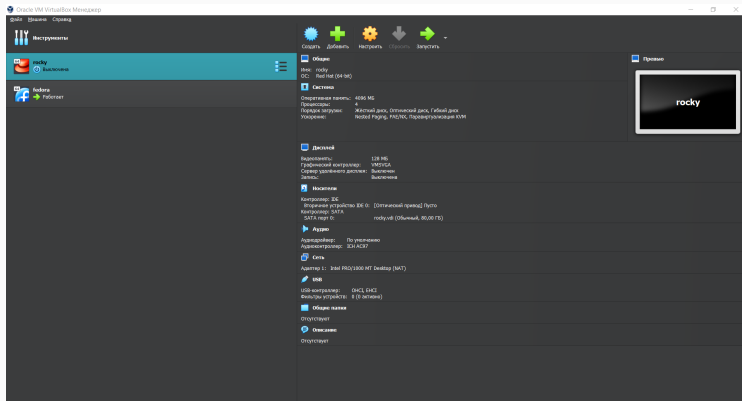 Oracle VM VirtualBox Менеджер
Файл Машина Справка
Инструменты
Создать Добавить Настроить Сбросить Запустить
rocky
Выключена
fedora
Работает
Общие
Имя: rocky
ОС: Red Hat (64-bit)
Система
Оперативная память: 4096 МБ
Процессоры: 4
Порядок загрузки: Жёсткий диск, Оптический диск, Гибкий диск
Ускорение: Nested Paging, PAE/NX, Паравиртуализация KVM
Превью
rocky
Дисплей
Видеопамять: 128 МБ
Графический контроллер: VMSVGA
Сервер удалённого дисплея: Выключен
Запись: Выключена
Носители
Контроллер: IDE
Вторичное устройство IDE 0: [Оптический привод] Пусто
Контроллер: SATA
SATA порт 0: rocky.vdi (Обычный, 80,00 ГБ)
Аудио
Аудиодрайвер: По умолчанию
Аудиоконтроллер: ICH AC97
Сеть
Адаптер 1: Intel PRO/1000 MT Desktop (NAT)
USB
USB-контроллер: OHCI, EHCI
Фильтры устройств: 0 (0 активно)
Общие папки
Отсутствуют
Описание
Отсутствует